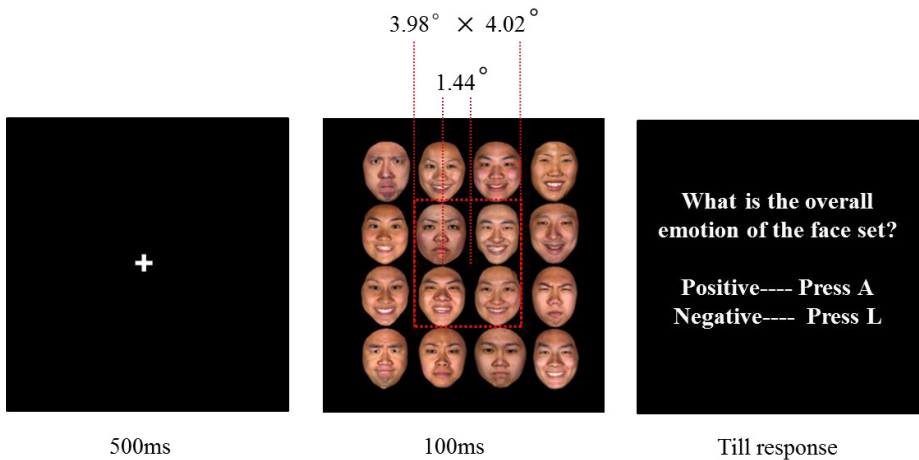 3.98° × 4.02°
1.44°
What is the overall
emotion of the face set?
Positive---- Press A
Negative---- Press L
500ms
100ms
Till response